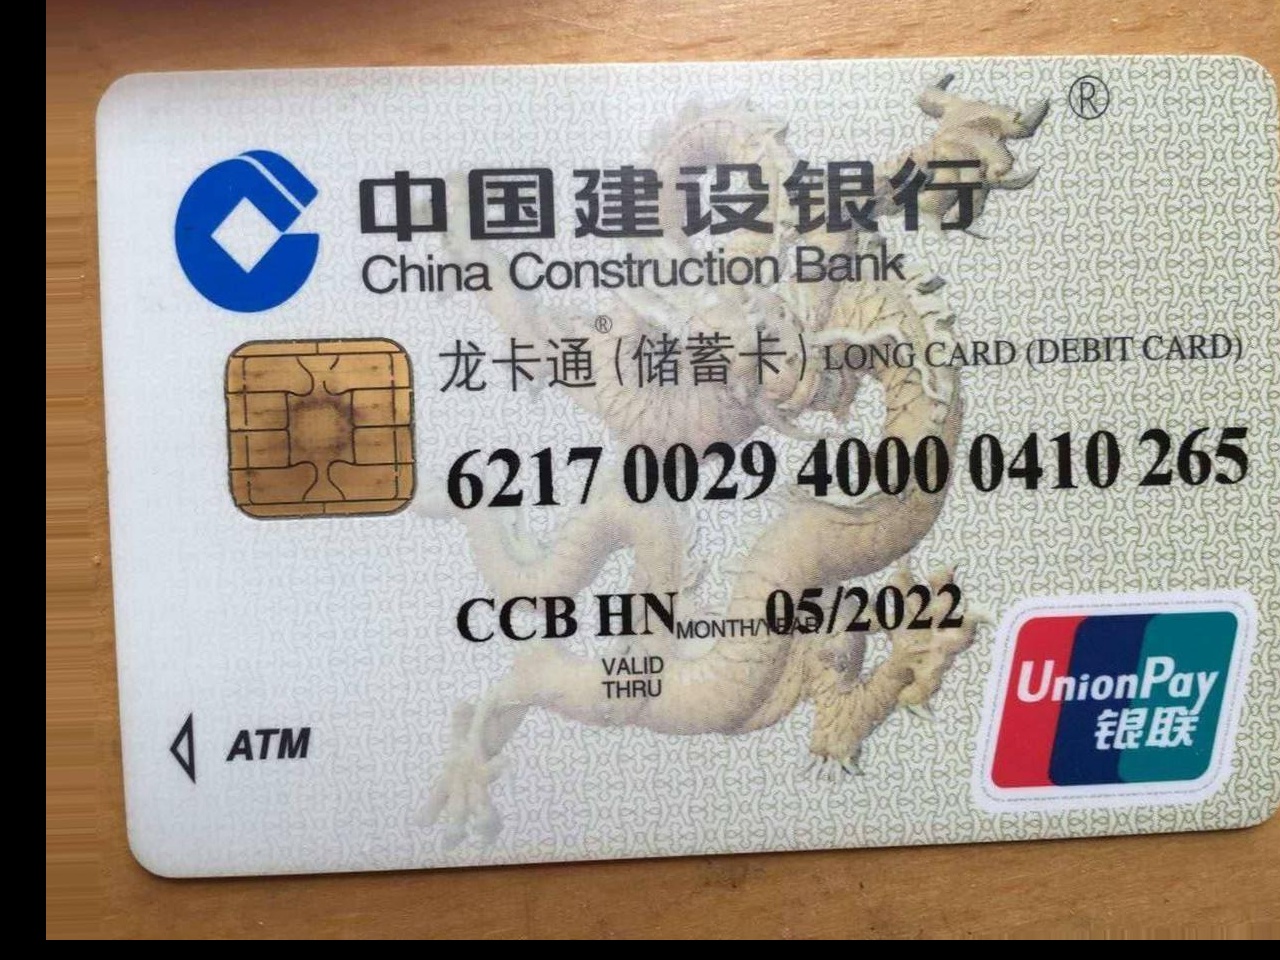 ®
中国建设银行
China Construction Bank
龙卡通®(储蓄卡) LONG CARD (DEBIT CARD)
6217 0029 4000 0410 265
CCB HN MONTH/YEAR 05/2022
VALID
THRU
ATM
UnionPay
银联